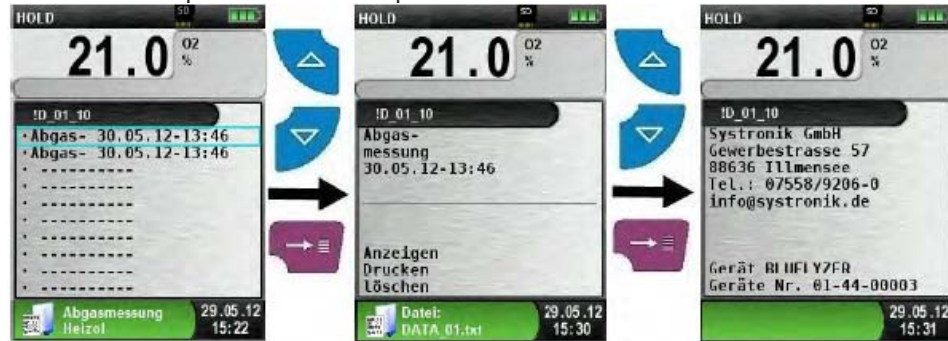 HOLD
SD
21.0 O2 %
!D_01_10
·Abgas- 30.05.12-13:46
·Abgas- 30.05.12-13:46
· ----------
· ----------
· ----------
· ----------
· ----------
· ----------
· ----------
· ----------
Abgasmessung
Heizol
29.05.12
15:22
HOLD
SD
21.0 O2 %
!D_01_10
Abgas-
messung
30.05.12-13:46
Anzeigen
Drucken
löschen
Datei:
DATA_01.txt
29.05.12
15:30
HOLD
SD
21.0 O2 %
!D_01_10
Systronik GmbH
Gewerbestrasse 57
88636 Illmensee
Tel.: 07558/9206-0
info@systronik.de
Gerät BLUELYZER
Geräte Nr. 01-44-00003
29.05.12
15:31